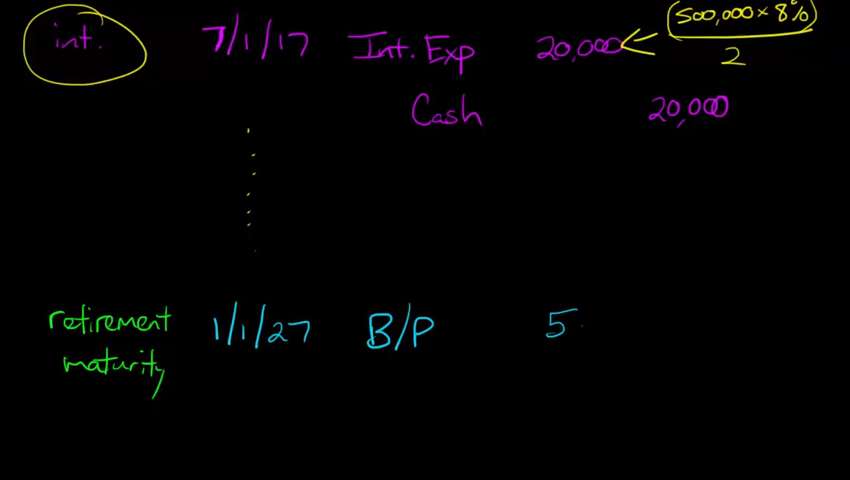 (500,000 × 8%)
int. 7/1/17 Int. Exp 20,000 2
Cash 20,000
retirement 1/1/27 B/P 5
maturity